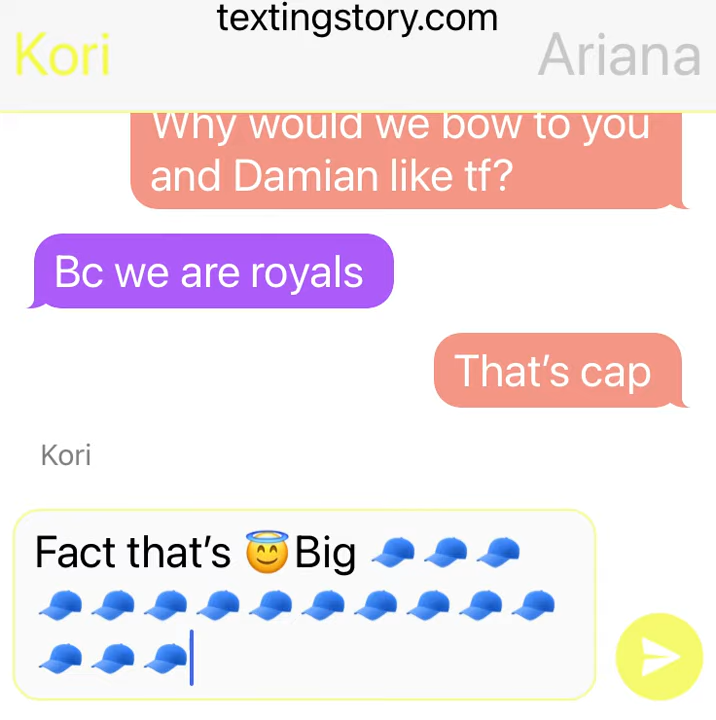 textingstory.com
Kori
Ariana
Why would we bow to you
and Damian like tf?
Bc we are royals
That's cap
Kori
Fact that's 😇Big 🧢🧢🧢
🧢🧢🧢🧢🧢🧢🧢🧢🧢🧢
🧢🧢🧢